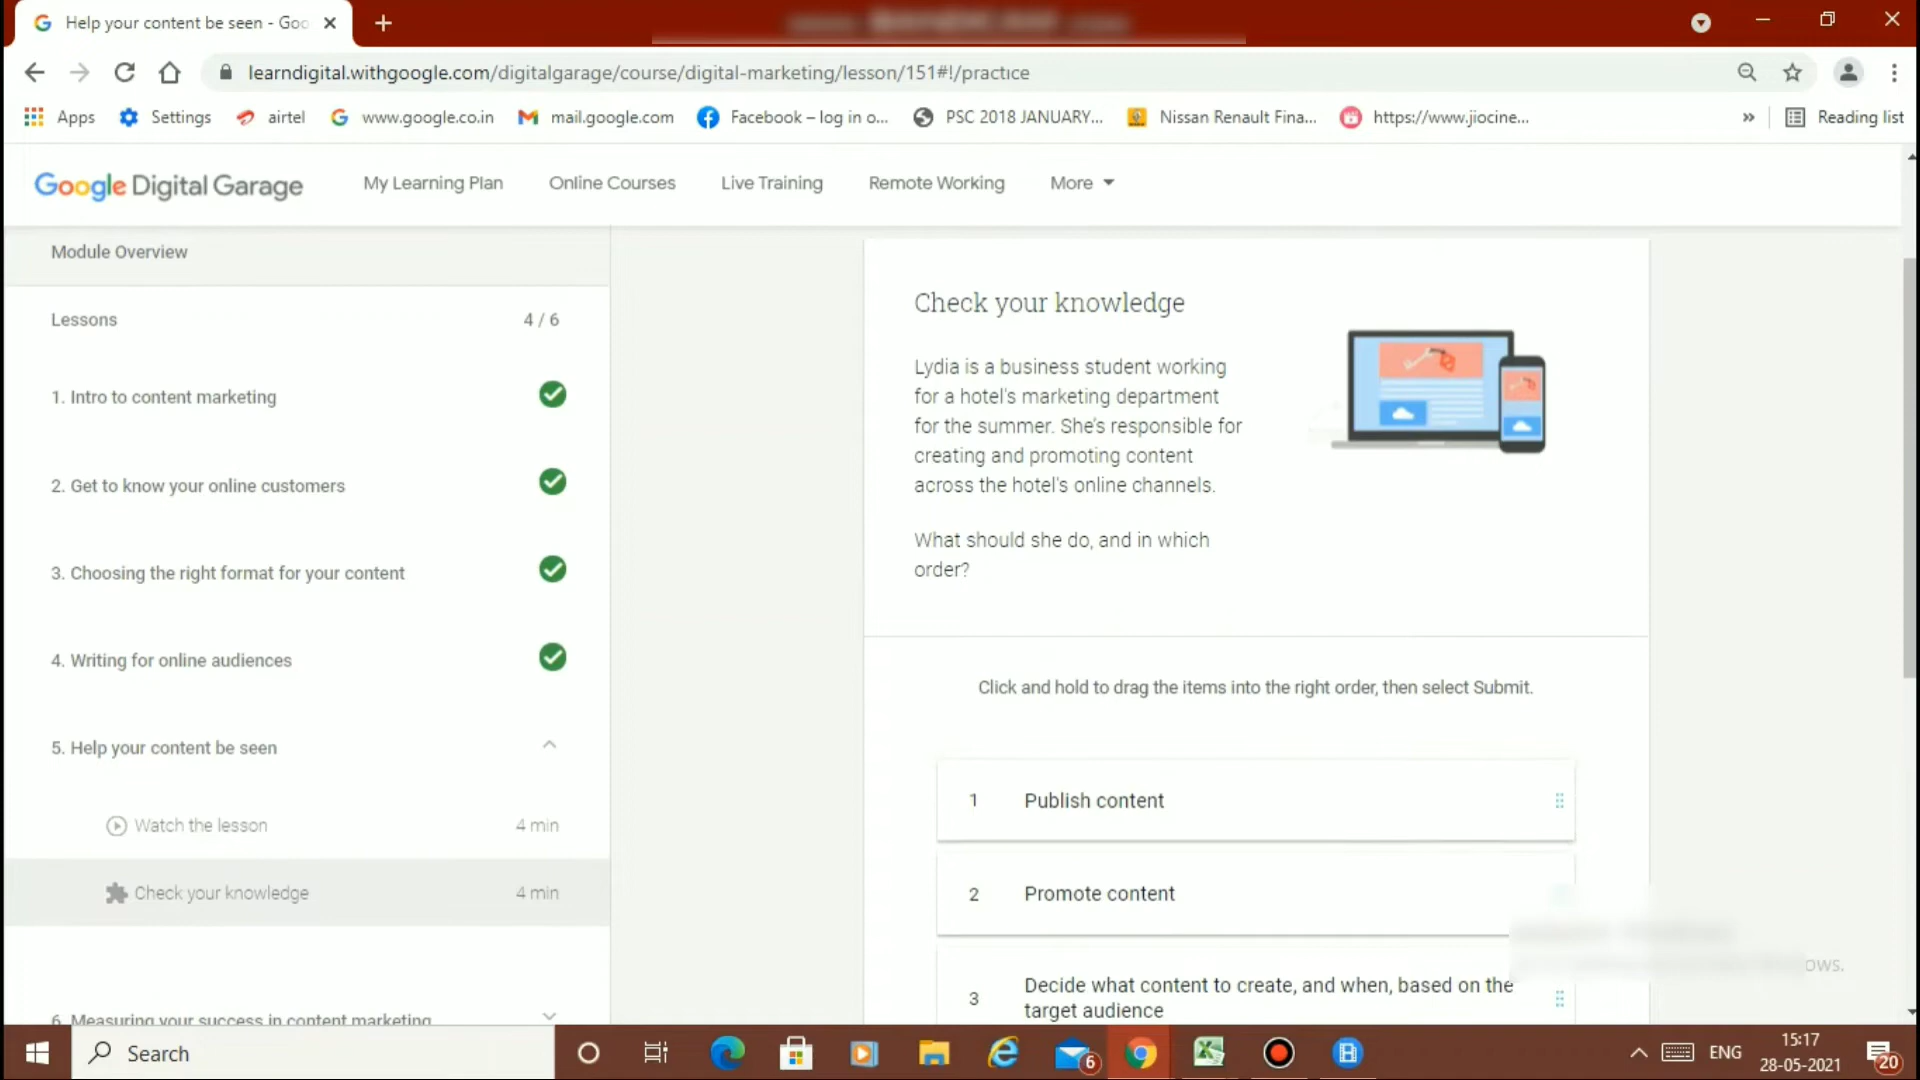 Help your content be seen - Goo
learndigital.withgoogle.com/digitalgarage/course/digital-marketing/lesson/151#!/practice
Apps Settings airtel www.google.co.in mail.google.com Facebook – log in o... PSC 2018 JANUARY... Nissan Renault Fina... https://www.jiocine... » Reading list
Google Digital Garage My Learning Plan Online Courses Live Training Remote Working More
Module Overview
Lessons 4 / 6
1. Intro to content marketing
2. Get to know your online customers
3. Choosing the right format for your content
4. Writing for online audiences
5. Help your content be seen
Watch the lesson 4 min
Check your knowledge 4 min
6. Measuring your success in content marketing
Check your knowledge
Lydia is a business student working
for a hotel's marketing department
for the summer. She's responsible for
creating and promoting content
across the hotel's online channels.
What should she do, and in which
order?
Click and hold to drag the items into the right order, then select Submit.
1 Publish content
2 Promote content
3 Decide what content to create, and when, based on the
target audience
ows.
Search
6
ENG
15:17
28-05-2021
20